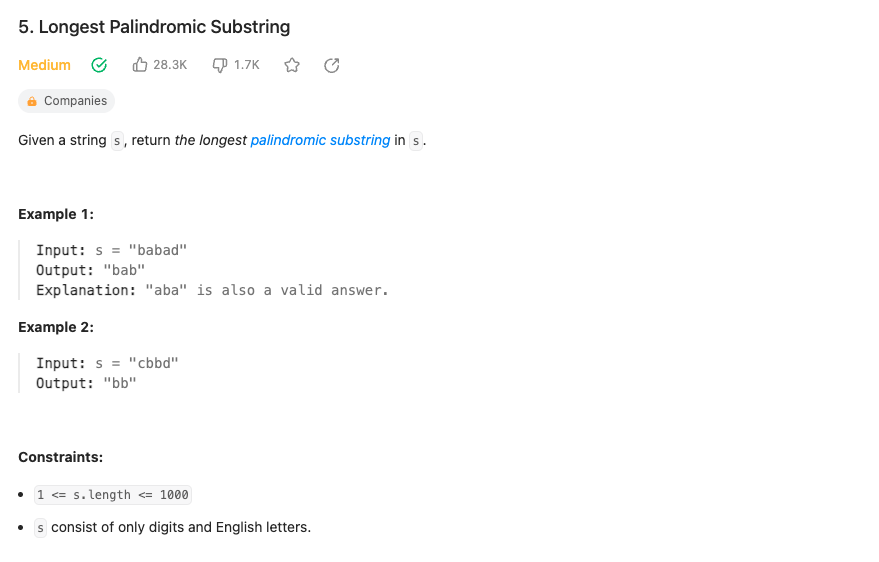 5. Longest Palindromic Substring
Medium 28.3K 1.7K
Companies
Given a string s, return the longest palindromic substring in s.
Example 1:
Input: s = "babad"
Output: "bab"
Explanation: "aba" is also a valid answer.
Example 2:
Input: s = "cbbd"
Output: "bb"
Constraints:
• 1 <= s.length <= 1000
• s consist of only digits and English letters.